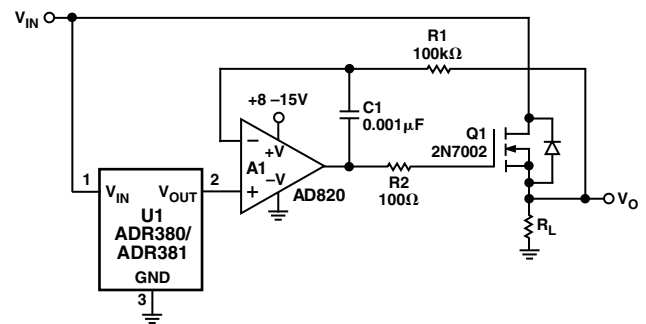 V_IN
R1
100kΩ
+8 –15V
C1
0.001μF
Q1
2N7002
–
+V
A1
–V
+
AD820
R2
100Ω
V_O
R_L
1
V_IN
V_OUT
2
U1
ADR380/
ADR381
GND
3